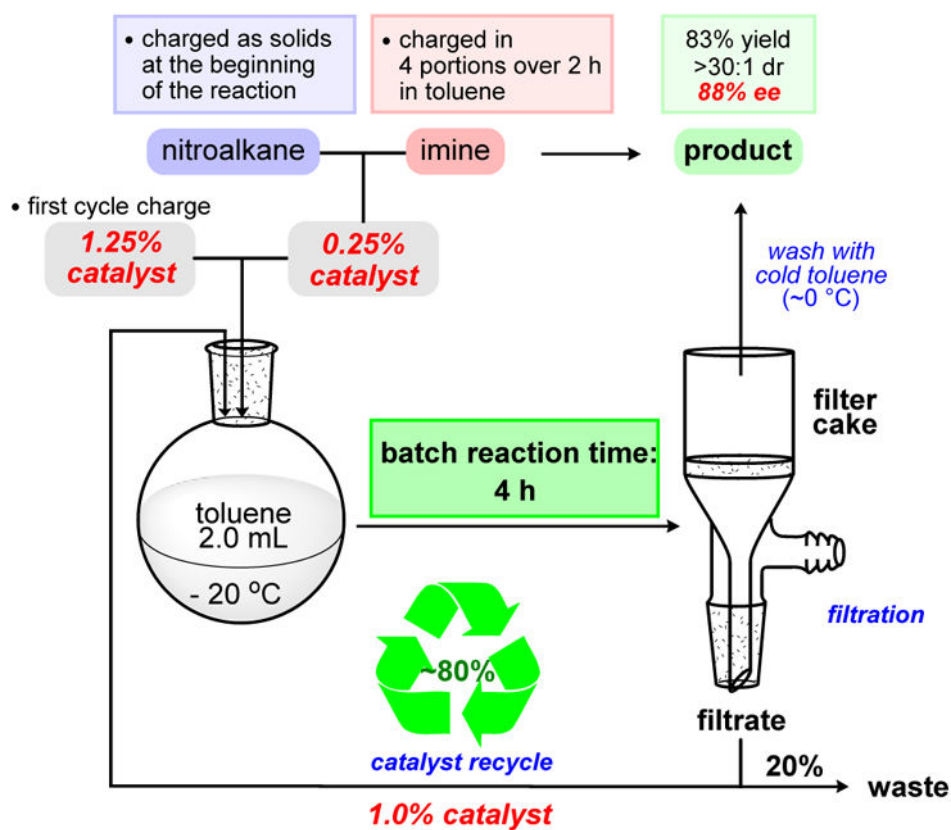 • charged as solids
at the beginning
of the reaction
• charged in
4 portions over 2 h
in toluene
83% yield
>30:1 dr
88% ee
nitroalkane
imine
product
• first cycle charge
1.25%
catalyst
0.25%
catalyst
wash with
cold toluene
(~0 °C)
filter
cake
batch reaction time:
4 h
toluene
2.0 mL
- 20 ºC
filtration
~80%
catalyst recycle
filtrate
20%
waste
1.0% catalyst